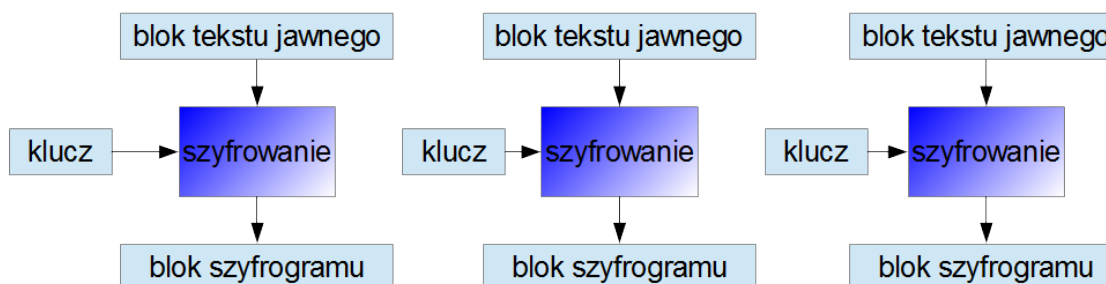 blok tekstu jawnego blok tekstu jawnego blok tekstu jawnego
klucz szyfrowanie klucz szyfrowanie klucz szyfrowanie
blok szyfrogramu blok szyfrogramu blok szyfrogramu